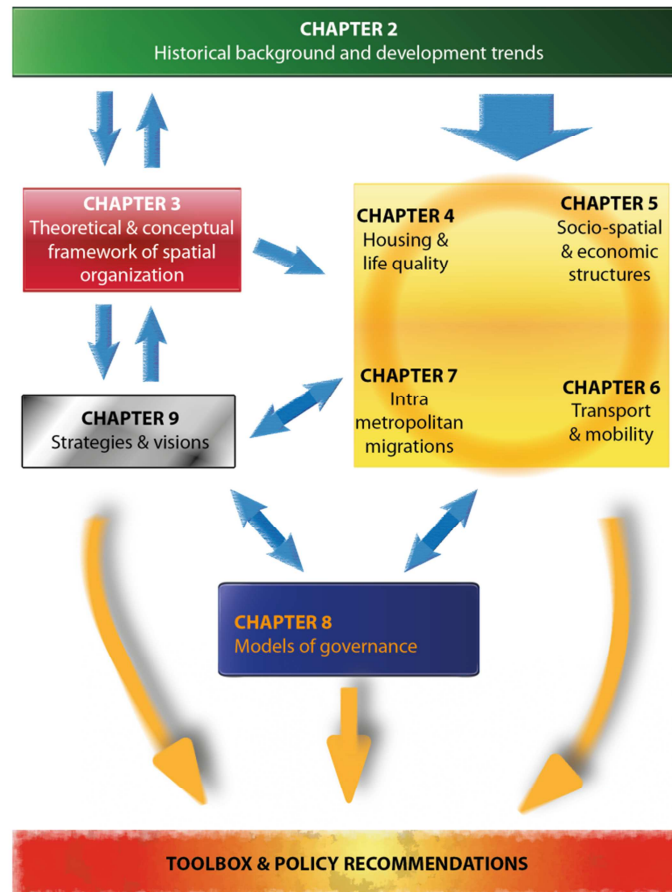 CHAPTER 2
Historical background and development trends
CHAPTER 3
Theoretical & conceptual
framework of spatial
organization
CHAPTER 4
Housing &
life quality
CHAPTER 5
Socio-spatial
& economic
structures
CHAPTER 7
Intra
metropolitan
migrations
CHAPTER 6
Transport
& mobility
CHAPTER 9
Strategies & visions
CHAPTER 8
Models of governance
TOOLBOX & POLICY RECOMMENDATIONS